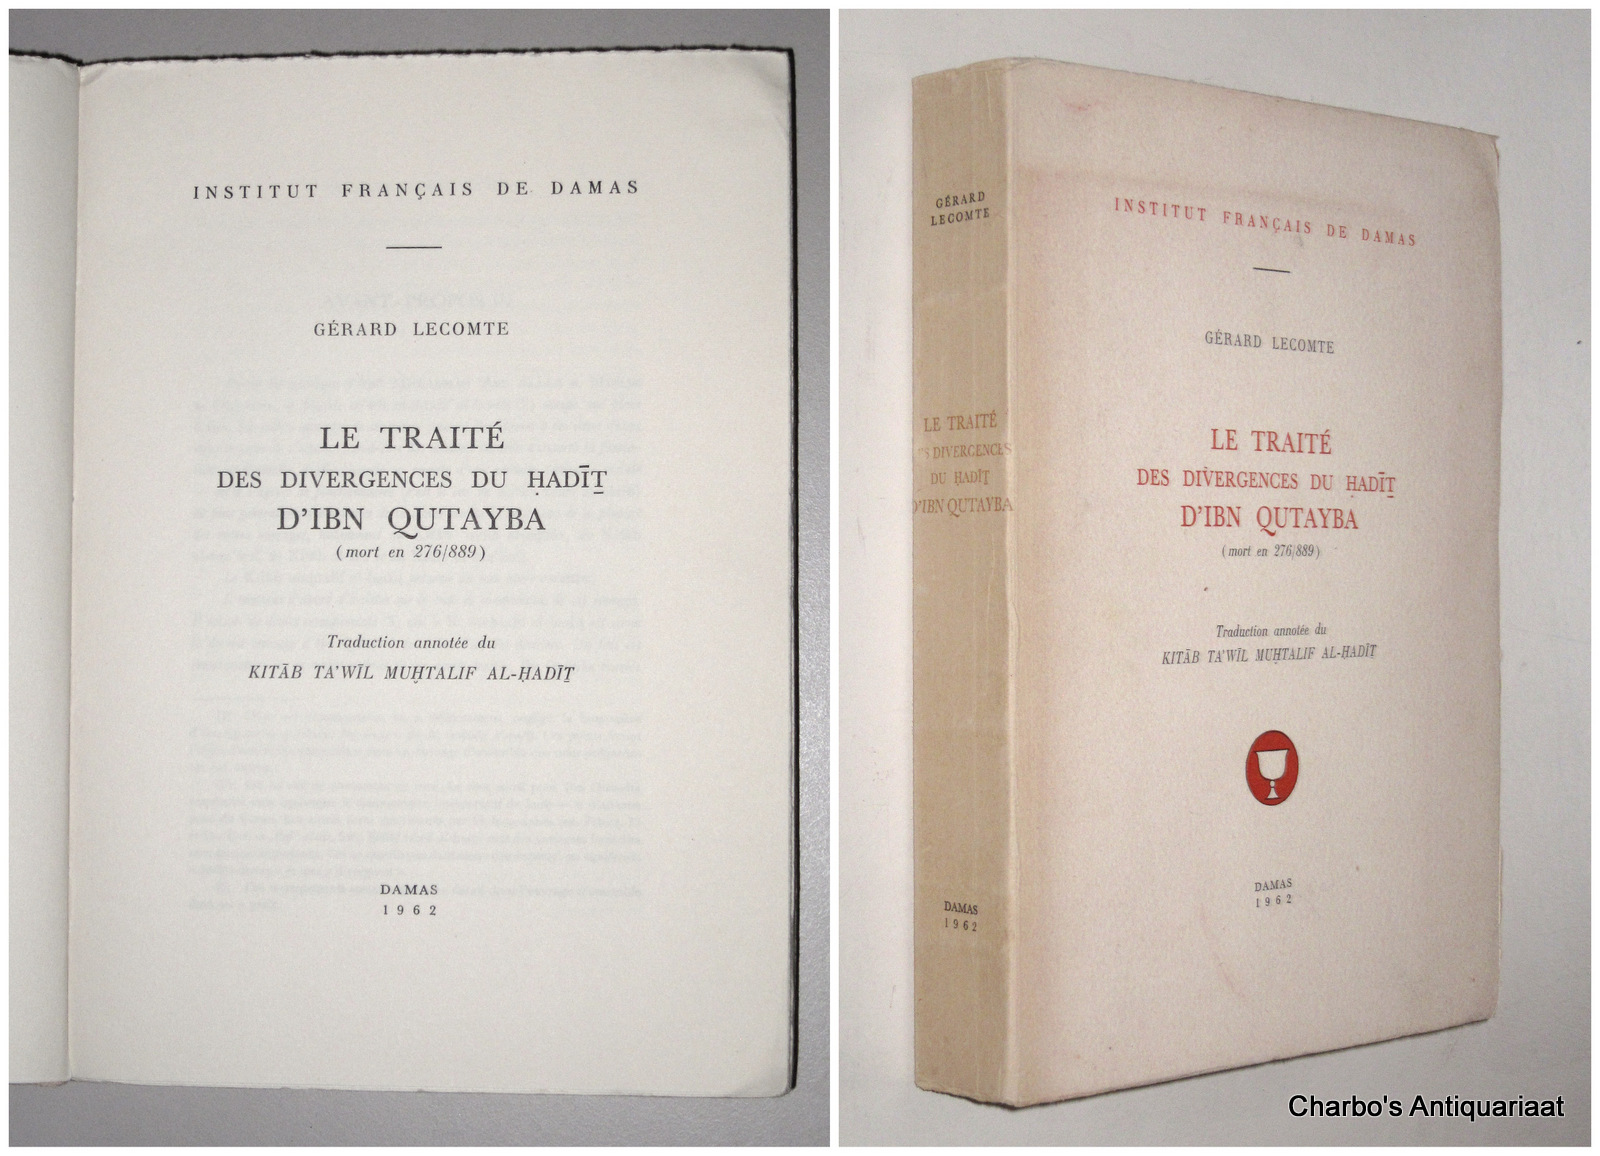 INSTITUT FRANÇAIS DE DAMAS
GÉRARD LECOMTE
LE TRAITÉ
DES DIVERGENCES DU ḤADĪṮ
D'IBN QUTAYBA
(mort en 276/889)
Traduction annotée du
KITĀB TA'WĪL MUḪTALIF AL-ḤADĪṮ
DAMAS
1962
GÉRARD
LECOMTE
LE TRAITÉ
DIVERGENCES
DU ḤADĪṮ
D'IBN QUTAYBA
DAMAS
1962
INSTITUT FRANÇAIS DE DAMAS
GÉRARD LECOMTE
LE TRAITÉ
DES DIVERGENCES DU ḤADĪṮ
D'IBN QUTAYBA
(mort en 276/889)
Traduction annotée du
KITĀB TA'WĪL MUḪTALIF AL-ḤADĪṮ
DAMAS
1962
Charbo's Antiquariaat